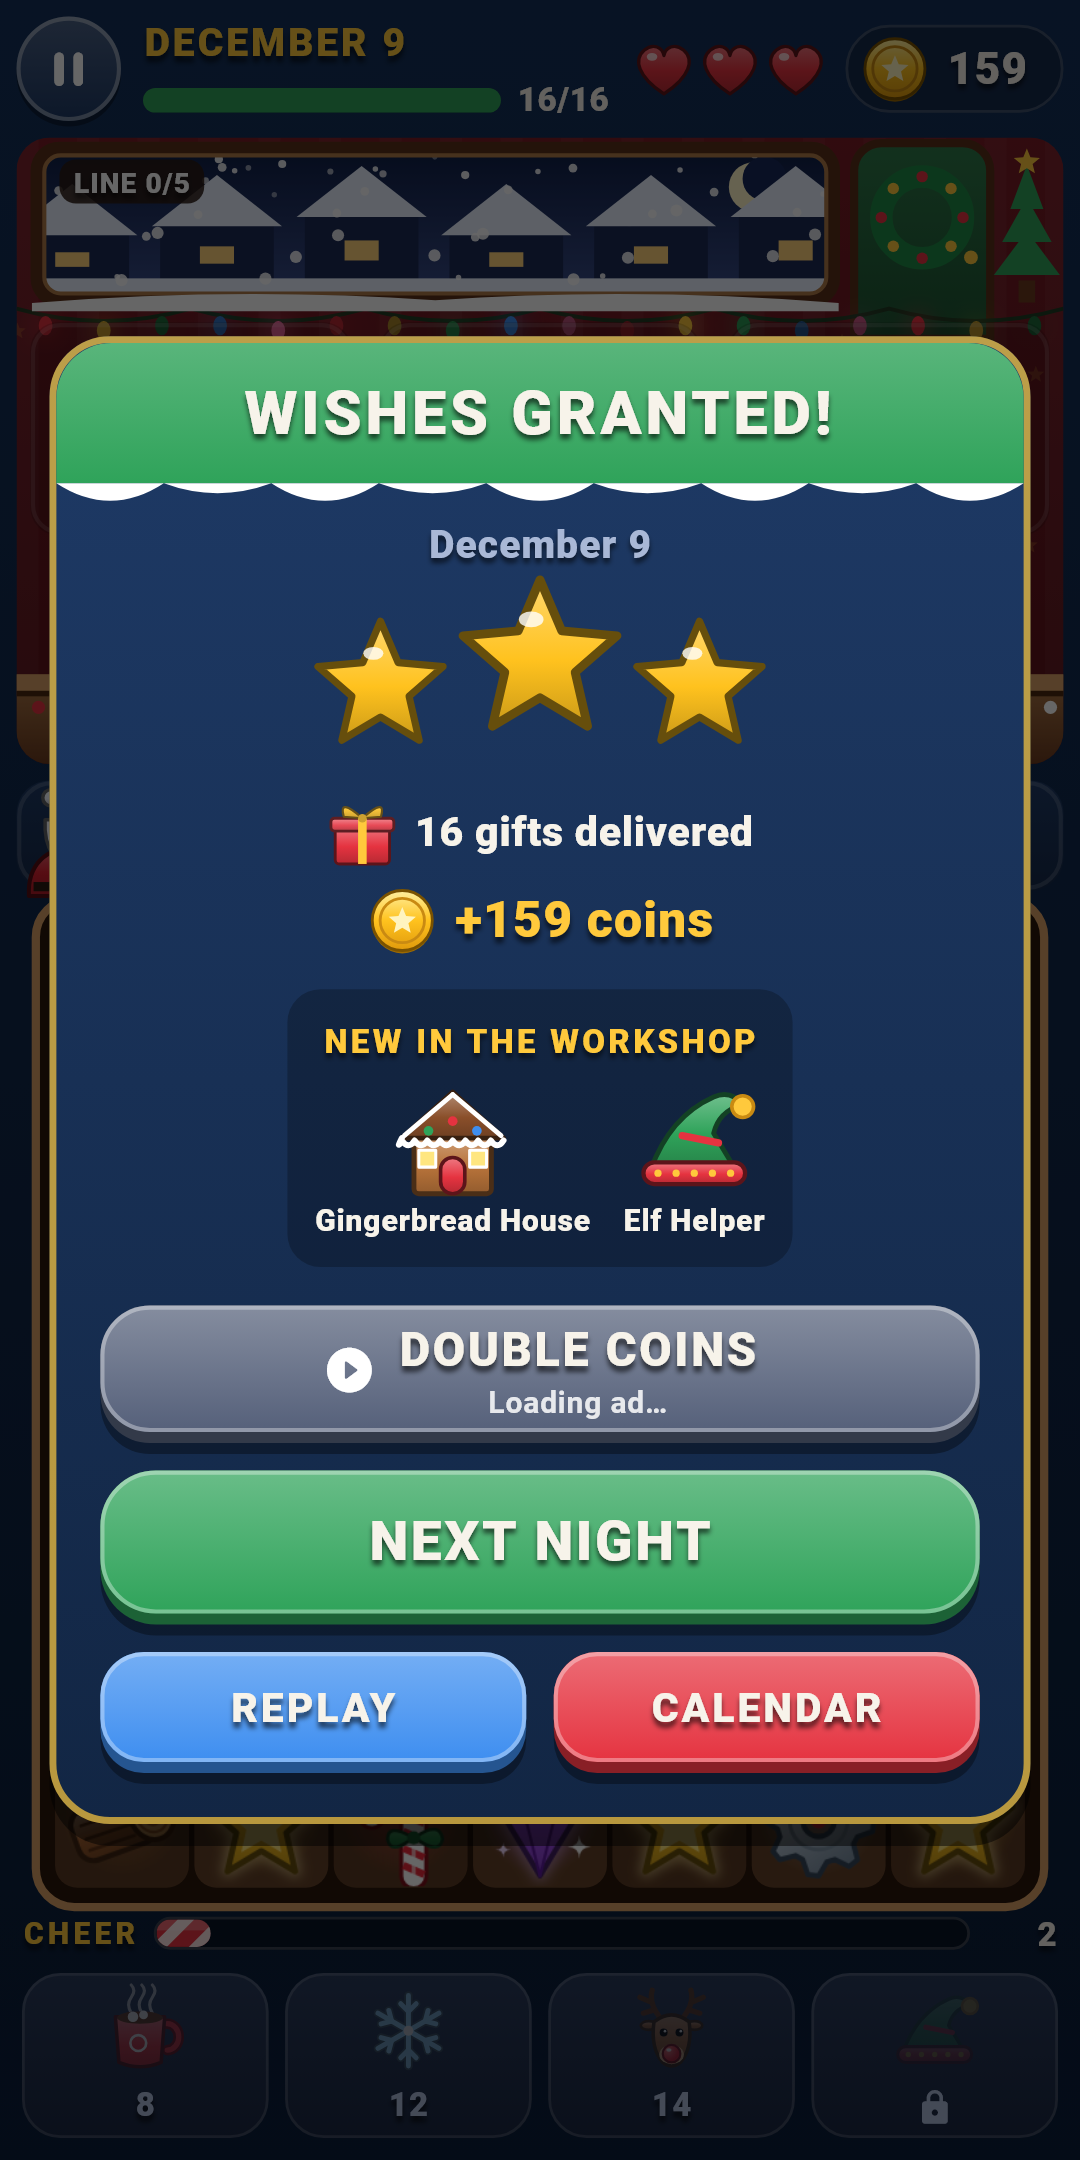 DECEMBER 9
16/16
159
LINE 0/5
WISHES GRANTED!
December 9
16 gifts delivered
+159 coins
NEW IN THE WORKSHOP
Gingerbread House
Elf Helper
DOUBLE COINS
Loading ad...
NEXT NIGHT
REPLAY
CALENDAR
CHEER
2
8
12
14